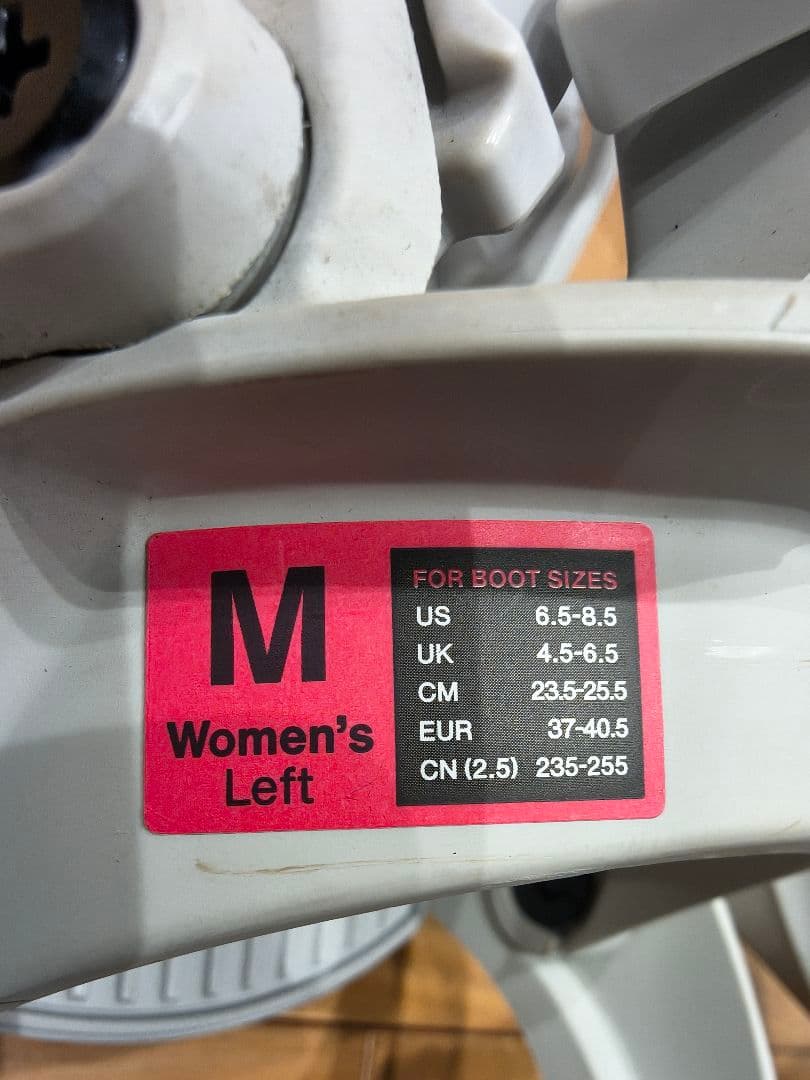 M
Women's
Left
FOR BOOT SIZES
US 6.5-8.5
UK 4.5-6.5
CM 23.5-25.5
EUR 37-40.5
CN (2.5) 235-255